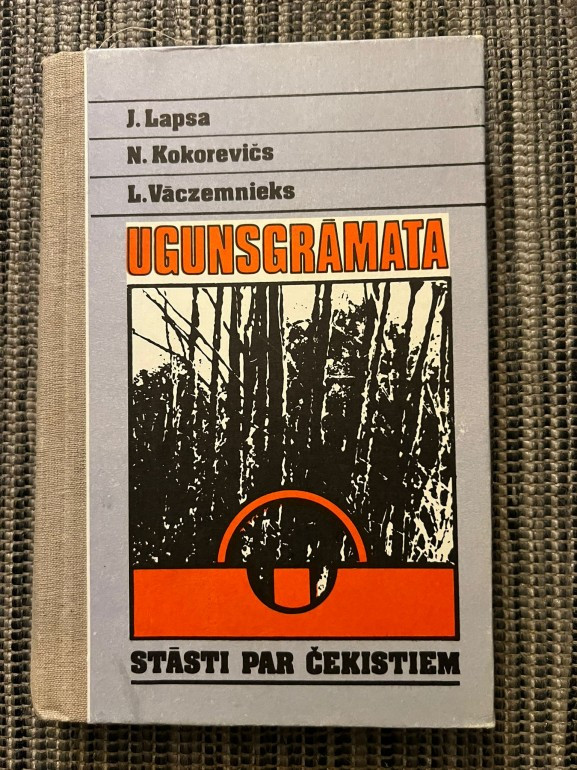 J. Lapsa
N. Kokorevičs
L. Vāczemnieks
UGUNSGRĀMATA
STĀSTI PAR ČEKISTIEM